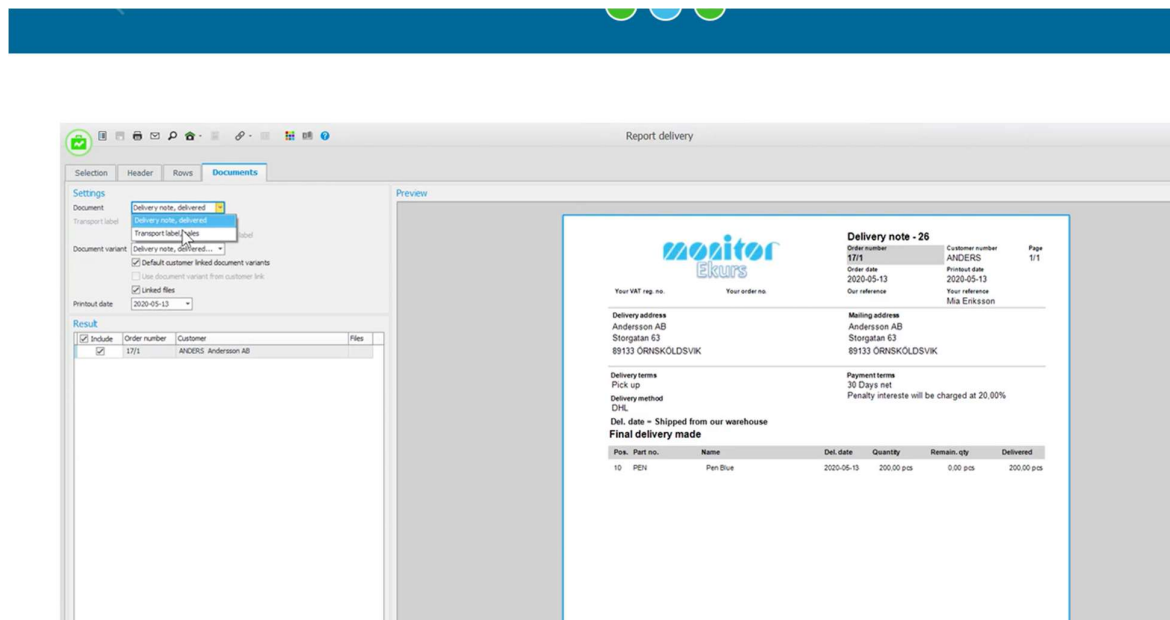 Report delivery
Selection Header Rows Documents
Settings
Document Delivery note, delivered
Transport label Delivery note, delivered
Transport label, sales label
Document variant Delivery note, delivered...
Default customer linked document variants
Use document variant from customer link
Linked files
Printout date 2020-05-13
Result
Include Order number Customer Files
17/1 ANDERS Andersson AB
Preview
monitor
Ekurs
Delivery note - 26
Order number Customer number Page
17/1 ANDERS 1/1
Order date Printout date
2020-05-13 2020-05-13
Your VAT reg. no. Your order no. Our reference Your reference
Mia Eriksson
Delivery address Mailing address
Andersson AB Andersson AB
Storgatan 63 Storgatan 63
89133 ÖRNSKÖLDSVIK 89133 ÖRNSKÖLDSVIK
Delivery terms Payment terms
Pick up 30 Days net
Delivery method Penalty intereste will be charged at 20,00%
DHL
Del. date = Shipped from our warehouse
Final delivery made
Pos. Part no. Name Del. date Quantity Remain. qty Delivered
10 PEN Pen Blue 2020-05-13 200,00 pcs 0,00 pcs 200,00 pcs